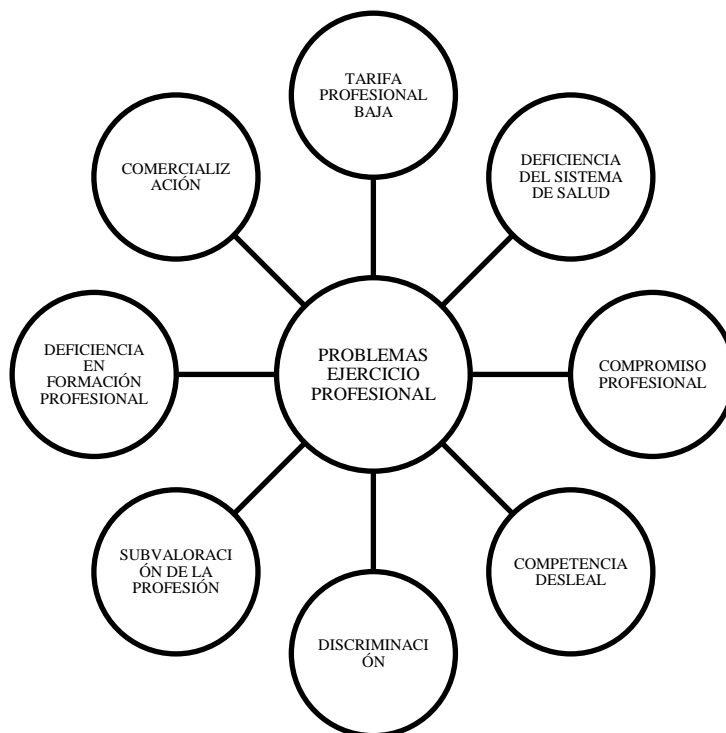 TARIFA
PROFESIONAL
BAJA
DEFICIENCIA
DEL SISTEMA
DE SALUD
COMPROMISO
PROFESIONAL
COMPETENCIA
DESLEAL
DISCRIMINACI
ÓN
SUBVALORACI
ÓN DE LA
PROFESIÓN
DEFICIENCIA
EN
FORMACIÓN
PROFESIONAL
COMERCIALIZ
ACIÓN
PROBLEMAS
EJERCICIO
PROFESIONAL